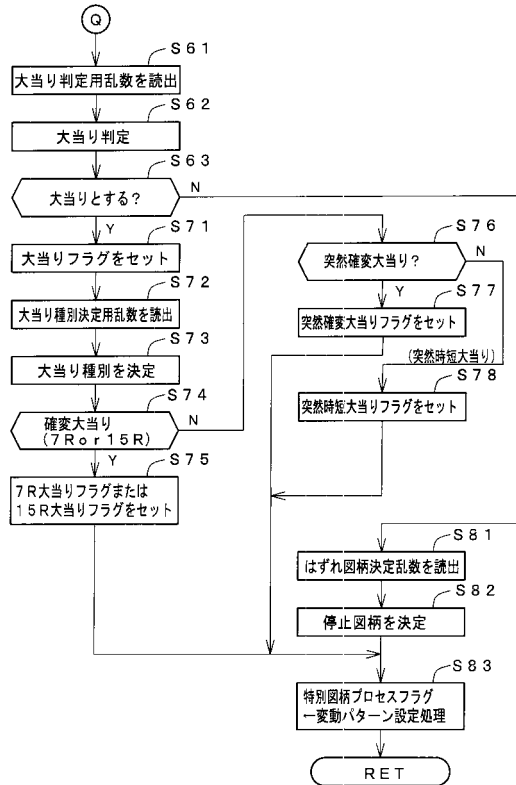 Q
S61
大当り判定用乱数を読出
S62
大当り判定
S63
大当りとする?
N
Y
S71
大当りフラグをセット
S72
大当り種別決定用乱数を読出
S73
大当り種別を決定
S74
確変大当り
(7Ror15R)
N
Y
S75
7R大当りフラグまたは
15R大当りフラグをセット
S76
突然確変大当り?
N
Y
S77
突然確変大当りフラグをセット
(突然時短大当り)
S78
突然時短大当りフラグをセット
S81
はずれ図柄決定乱数を読出
S82
停止図柄を決定
S83
特別図柄プロセスフラグ
←変動パターン設定処理
RET